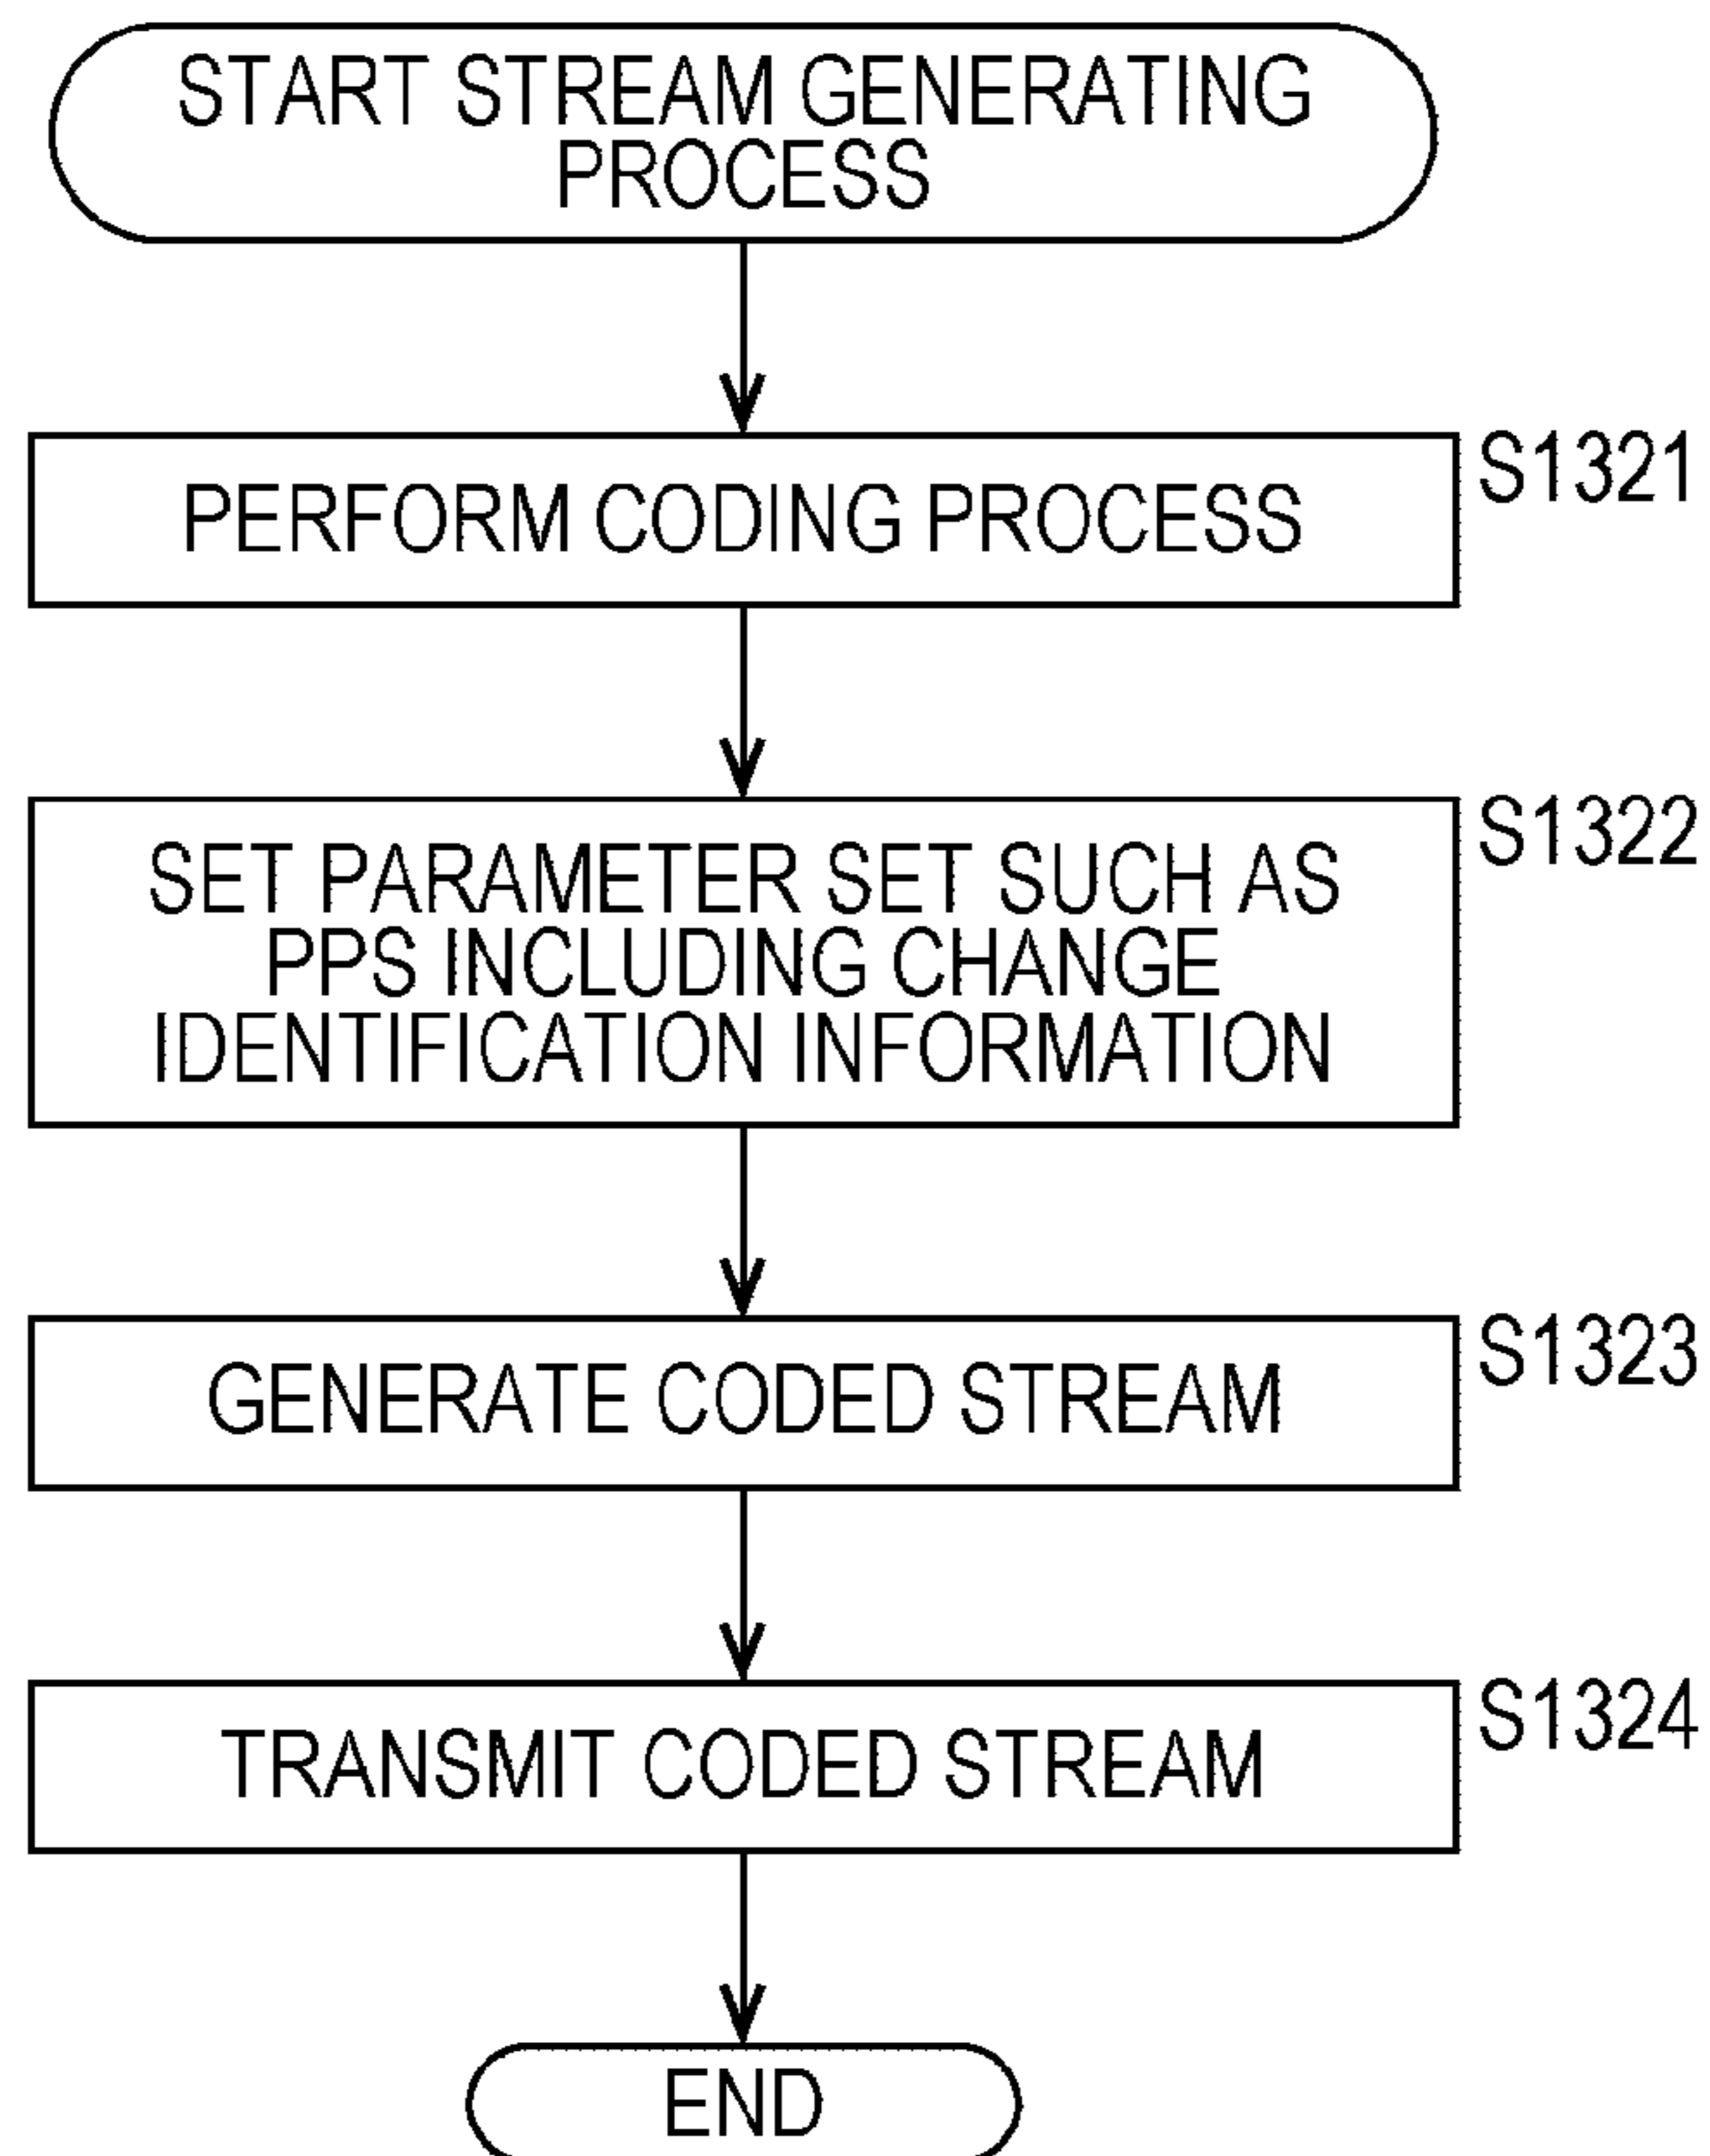 START STREAM GENERATING
PROCESS
PERFORM CODING PROCESS
S1321
SET PARAMETER SET SUCH AS
PPS INCLUDING CHANGE
IDENTIFICATION INFORMATION
S1322
GENERATE CODED STREAM
S1323
TRANSMIT CODED STREAM
S1324
END